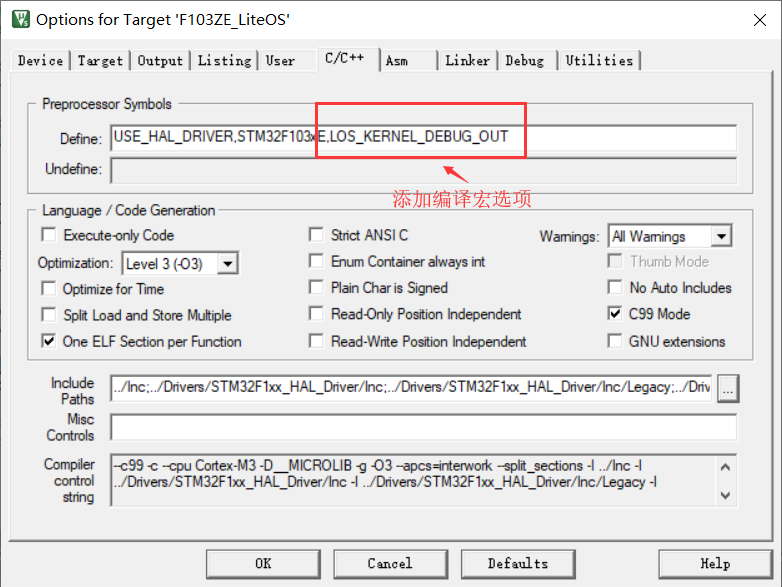 Options for Target 'F103ZE_LiteOS'
Device Target Output Listing User C/C++ Asm Linker Debug Utilities
Preprocessor Symbols
Define: USE_HAL_DRIVER,STM32F103xE,LOS_KERNEL_DEBUG_OUT
Undefine:
添加编译宏选项
Language / Code Generation
Execute-only Code Strict ANSI C Warnings: All Warnings
Optimization: Level 3 (-O3) Enum Container always int Thumb Mode
Optimize for Time Plain Char is Signed No Auto Includes
Split Load and Store Multiple Read-Only Position Independent C99 Mode
One ELF Section per Function Read-Write Position Independent GNU extensions
Include Paths ../Inc;../Drivers/STM32F1xx_HAL_Driver/Inc;../Drivers/STM32F1xx_HAL_Driver/Inc/Legacy;../Driv ...
Misc Controls
Compiler control string --c99 -c --cpu Cortex-M3 -D__MICROLIB -g -O3 --apcs=interwork --split_sections -I ../Inc -I
../Drivers/STM32F1xx_HAL_Driver/Inc -I ../Drivers/STM32F1xx_HAL_Driver/Inc/Legacy -I
OK Cancel Defaults Help